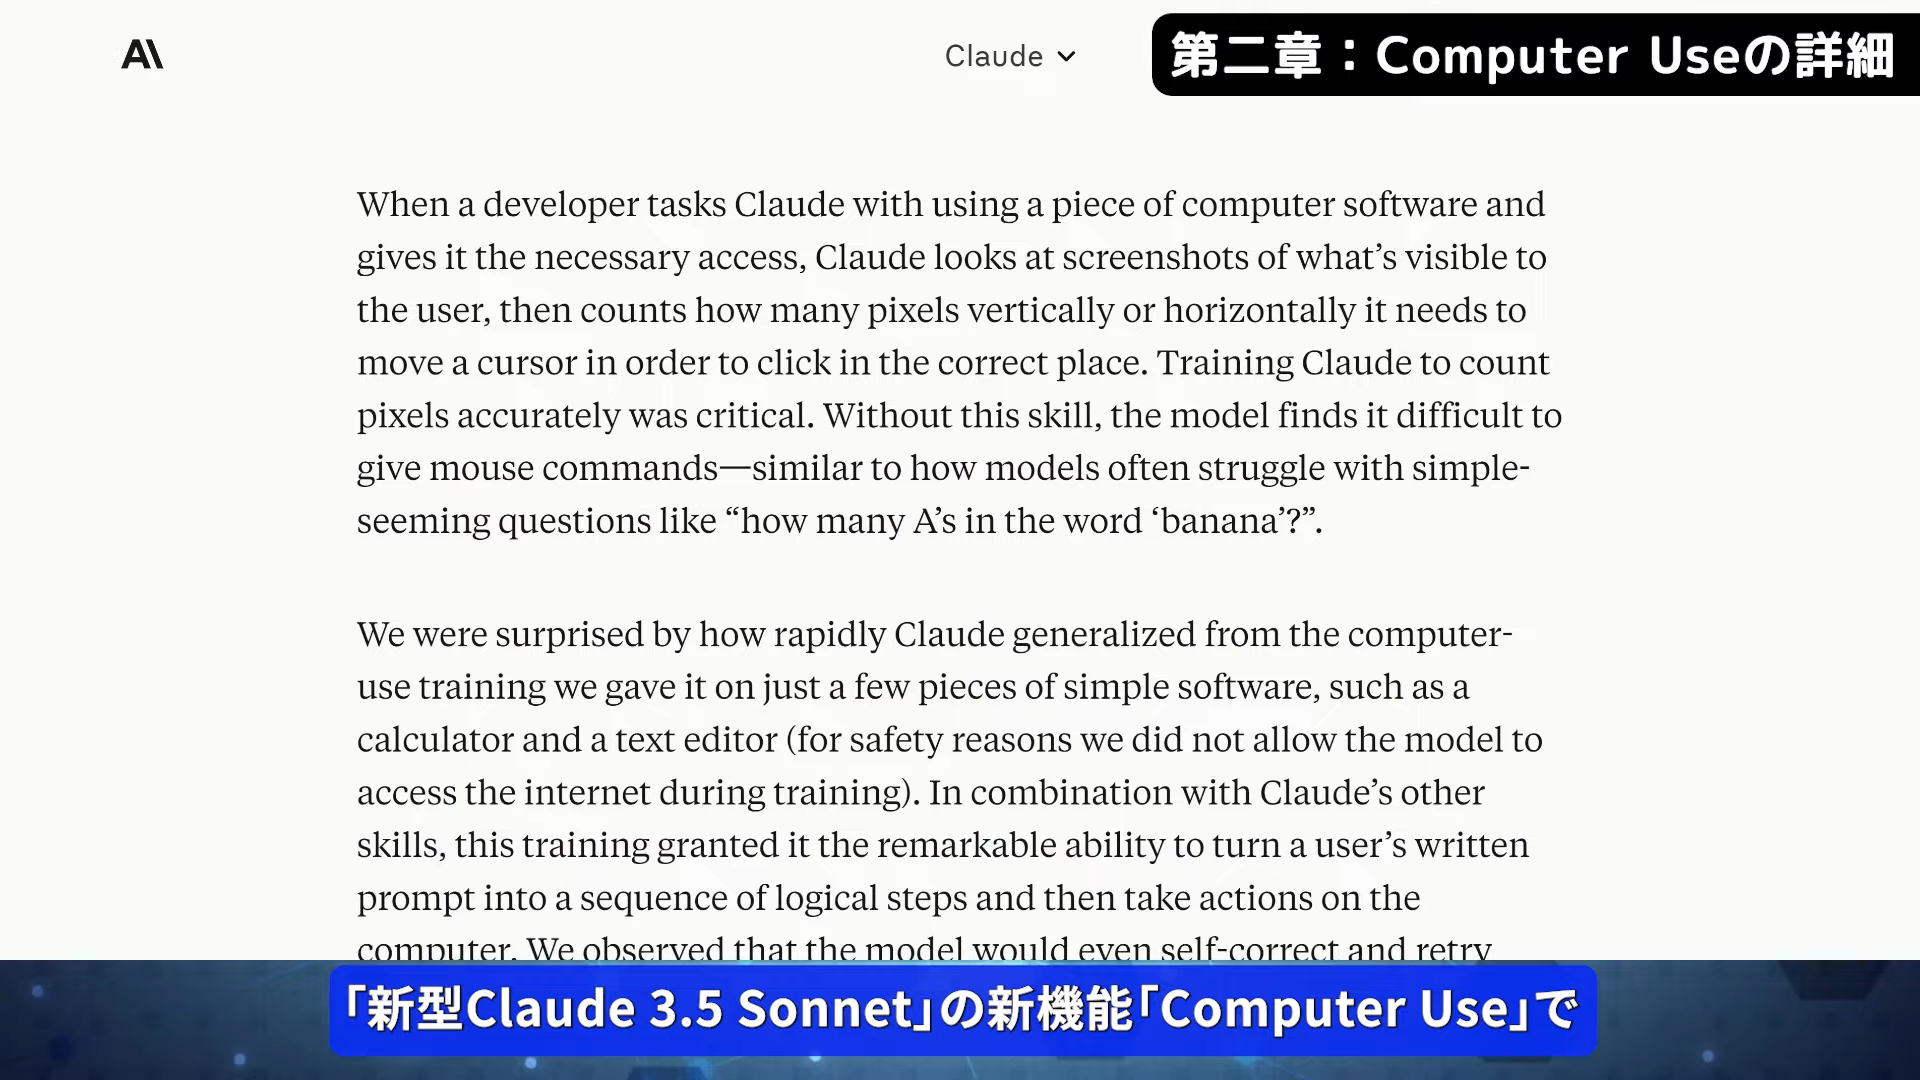 Claude
第二章：Computer Useの詳細
When a developer tasks Claude with using a piece of computer software and
gives it the necessary access, Claude looks at screenshots of what’s visible to
the user, then counts how many pixels vertically or horizontally it needs to
move a cursor in order to click in the correct place. Training Claude to count
pixels accurately was critical. Without this skill, the model finds it difficult to
give mouse commands—similar to how models often struggle with simple-
seeming questions like “how many A’s in the word ‘banana’?”.
We were surprised by how rapidly Claude generalized from the computer-
use training we gave it on just a few pieces of simple software, such as a
calculator and a text editor (for safety reasons we did not allow the model to
access the internet during training). In combination with Claude’s other
skills, this training granted it the remarkable ability to turn a user’s written
prompt into a sequence of logical steps and then take actions on the
computer. We observed that the model would even self-correct and retry
「新型Claude 3.5 Sonnet」の新機能「Computer Use」で